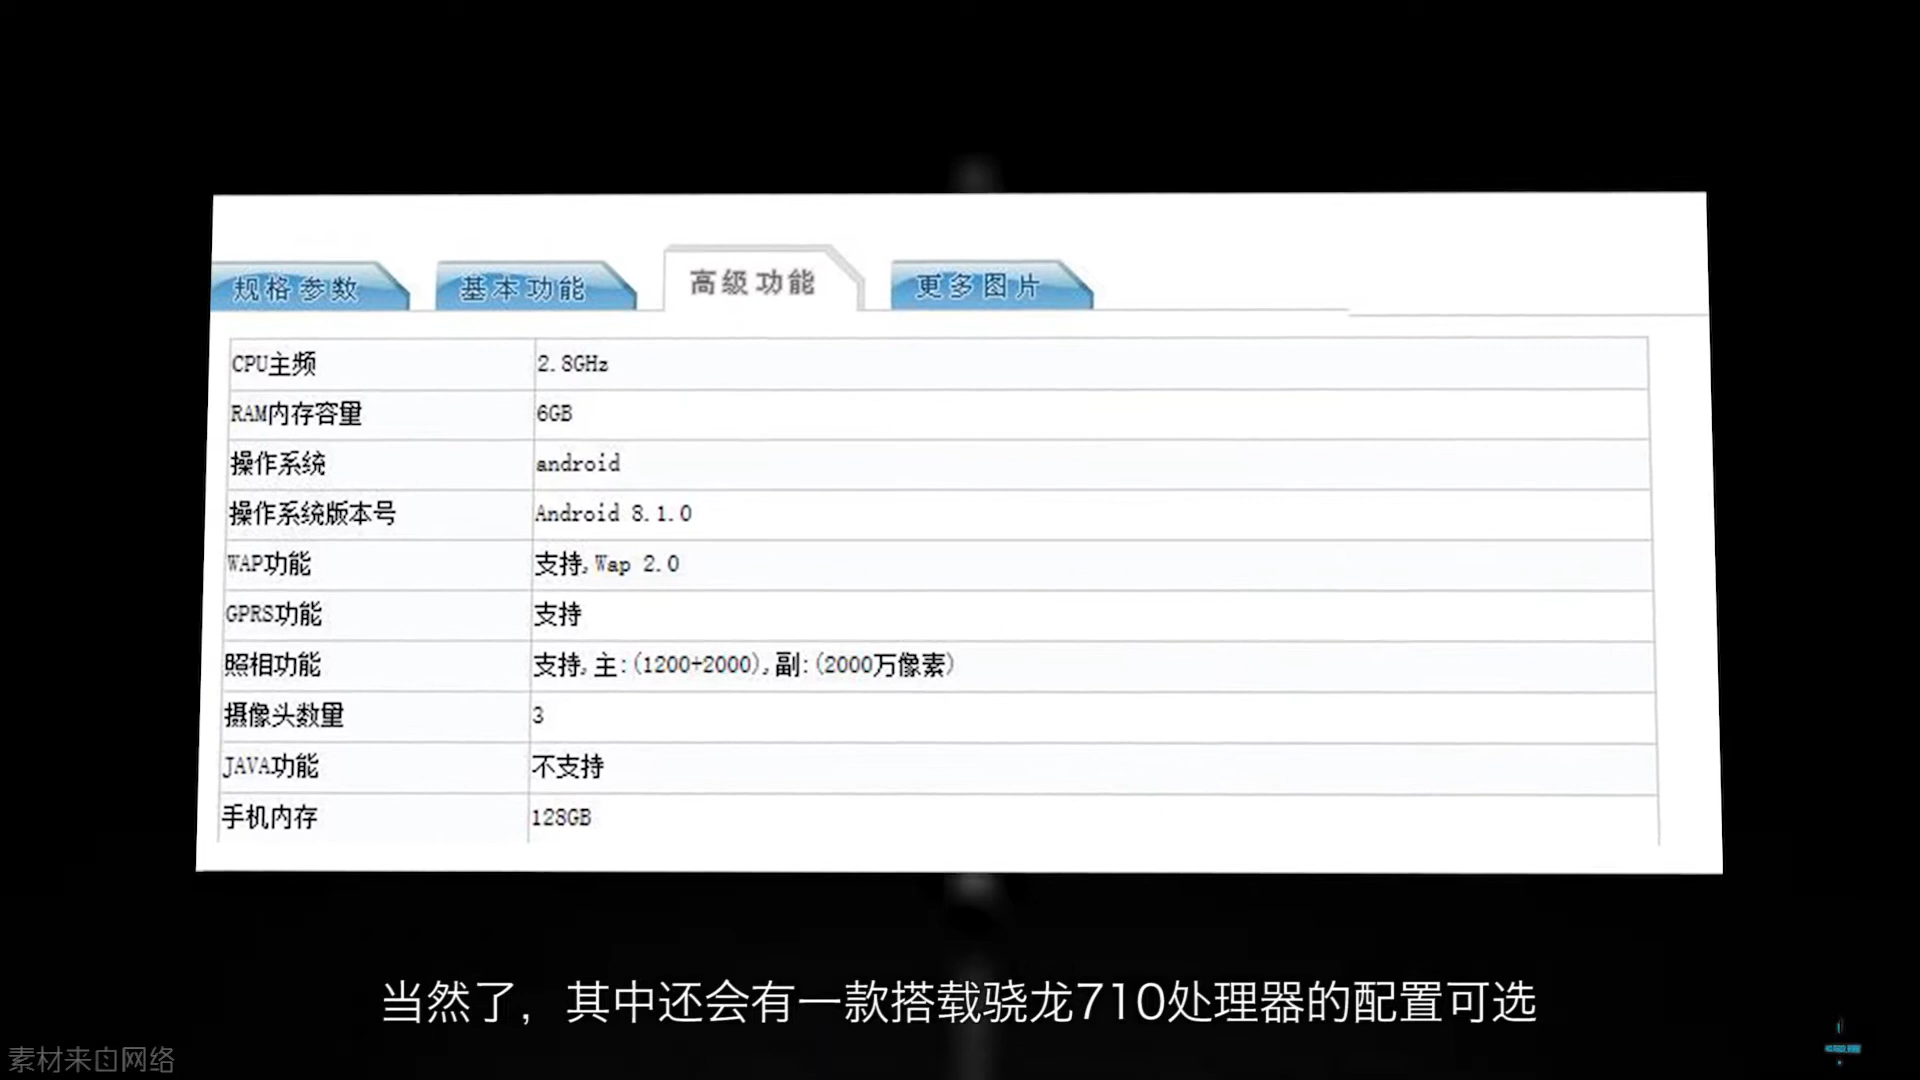 规格参数 基本功能 高级功能 更多图片
CPU主频 2.8GHz
RAM内存容量 6GB
操作系统 android
操作系统版本号 Android 8.1.0
WAP功能 支持,Wap 2.0
GPRS功能 支持
照相功能 支持,主:(1200+2000),副:(2000万像素)
摄像头数量 3
JAVA功能 不支持
手机内存 128GB
当然了，其中还会有一款搭载骁龙710处理器的配置可选
素材来自网络